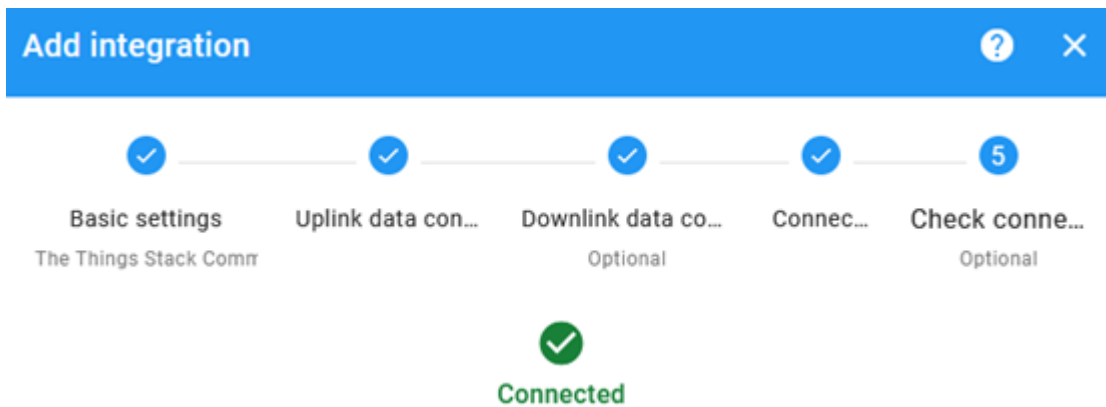 Add integration ?
5
Basic settings Uplink data con... Downlink data co... Connec... Check conne...
The Things Stack Comm Optional Optional
Connected